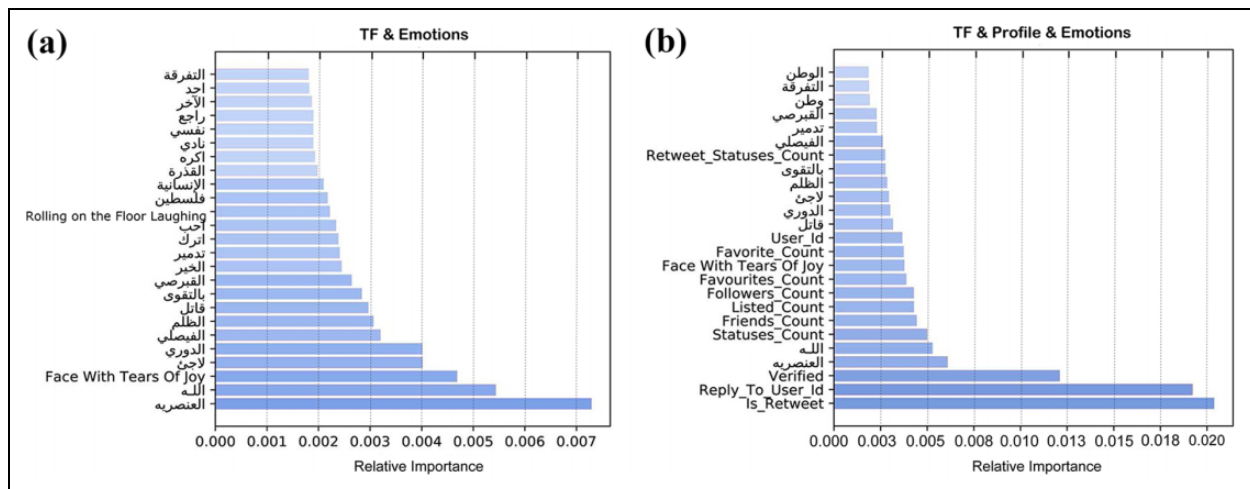 (a)
TF & Emotions
التفرقة
احد
الآخر
راجع
نفسي
نادي
اكره
القذرة
الإنسانية
فلسطين
Rolling on the Floor Laughing
احب
اترك
تدمير
الخير
القبرصي
بالتقوى
قاتل
الظلم
الفيصلي
الدوري
لاجئ
Face With Tears Of Joy
اللـه
العنصريه
0.000 0.001 0.002 0.003 0.004 0.005 0.006 0.007
Relative Importance
(b)
TF & Profile & Emotions
الوطن
التفرقة
وطن
القبرصي
تدمير
الفيصلي
Retweet_Statuses_Count
بالتقوى
الظلم
لاجئ
الدوري
قاتل
User_Id
Favorite_Count
Face With Tears Of Joy
Favourites_Count
Followers_Count
Listed_Count
Friends_Count
Statuses_Count
اللـه
العنصريه
Verified
Reply_To_User_Id
Is_Retweet
0.000 0.003 0.005 0.008 0.010 0.013 0.015 0.018 0.020
Relative Importance